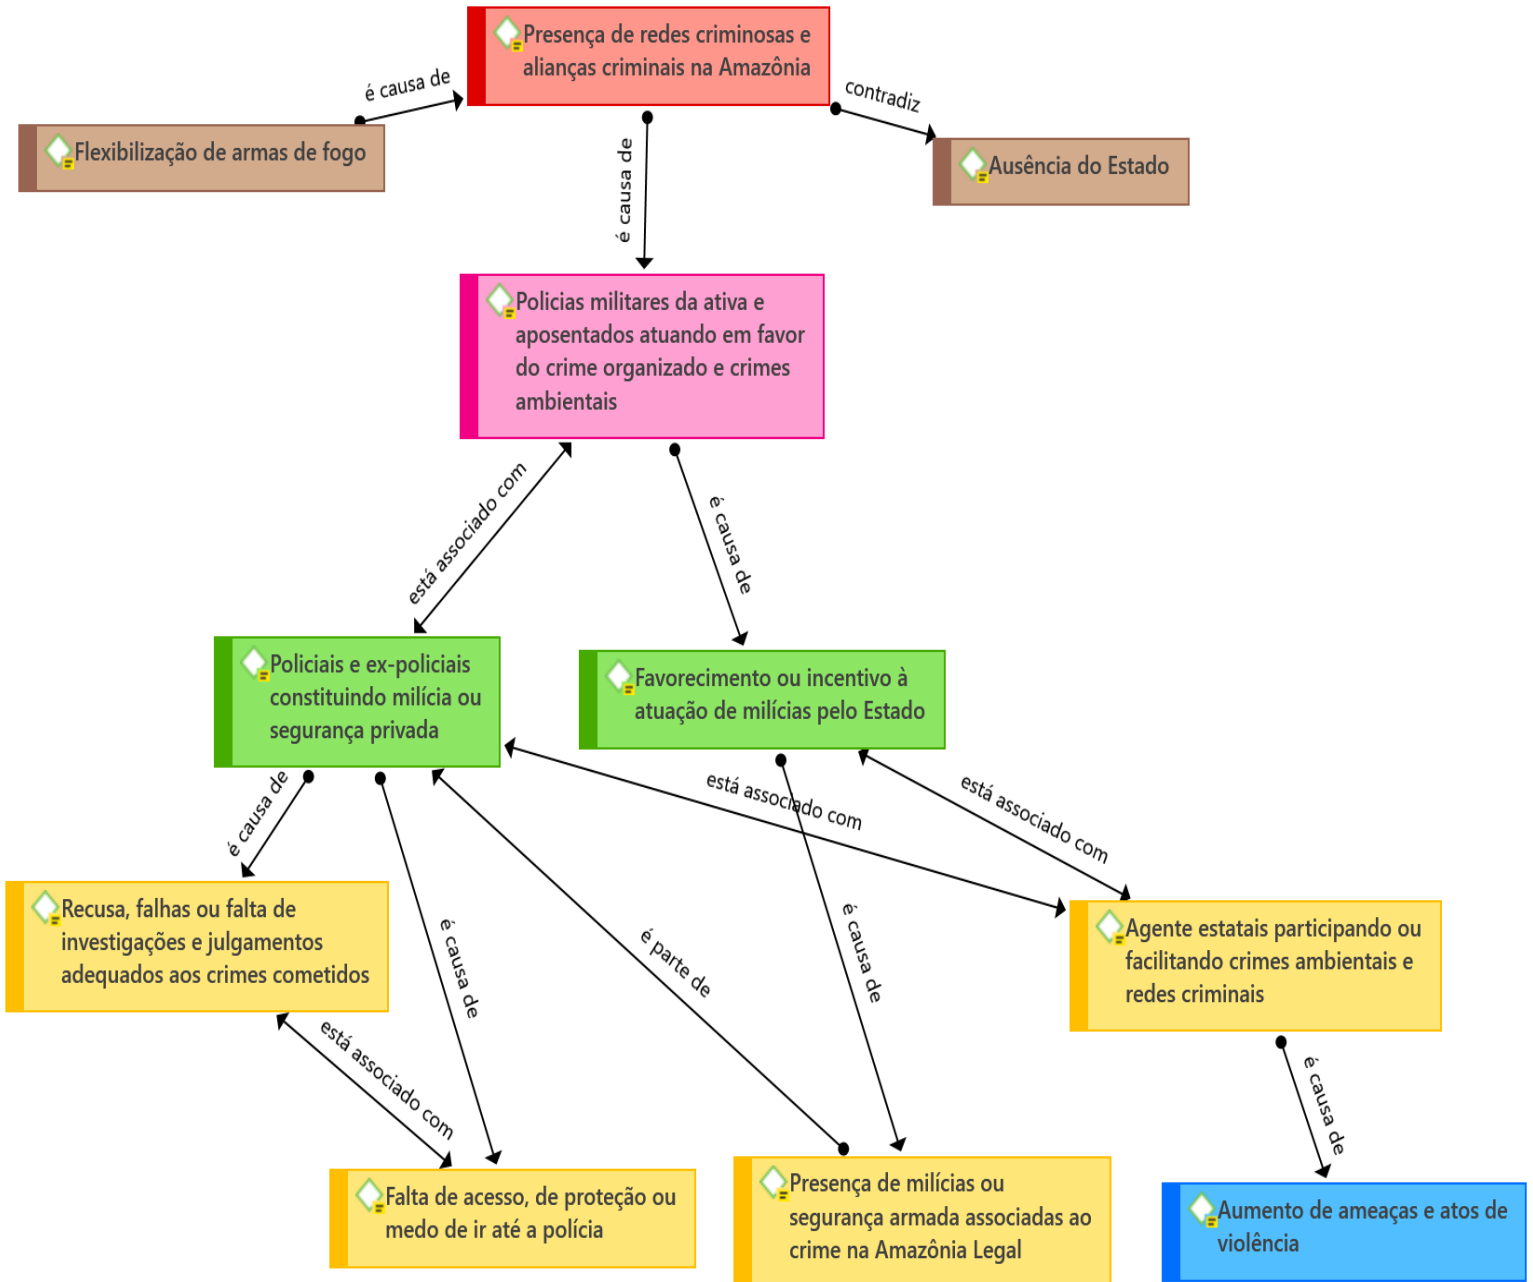 Presença de redes criminosas e
alianças criminais na Amazônia
é causa de
contradiz
Flexibilização de armas de fogo
é causa de
Ausência do Estado
Policias militares da ativa e
aposentados atuando em favor
do crime organizado e crimes
ambientais
está associado com
é causa de
Policiais e ex-policiais
constituindo milícia ou
segurança privada
Favorecimento ou incentivo à
atuação de milícias pelo Estado
é causa de
está associado com
está associado com
Recusa, falhas ou falta de
investigações e julgamentos
adequados aos crimes cometidos
é causa de
é parte de
é causa de
Agente estatais participando ou
facilitando crimes ambientais e
redes criminais
está associado com
é causa de
Falta de acesso, de proteção ou
medo de ir até a polícia
Presença de milícias ou
segurança armada associadas ao
crime na Amazônia Legal
Aumento de ameaças e atos de
violência